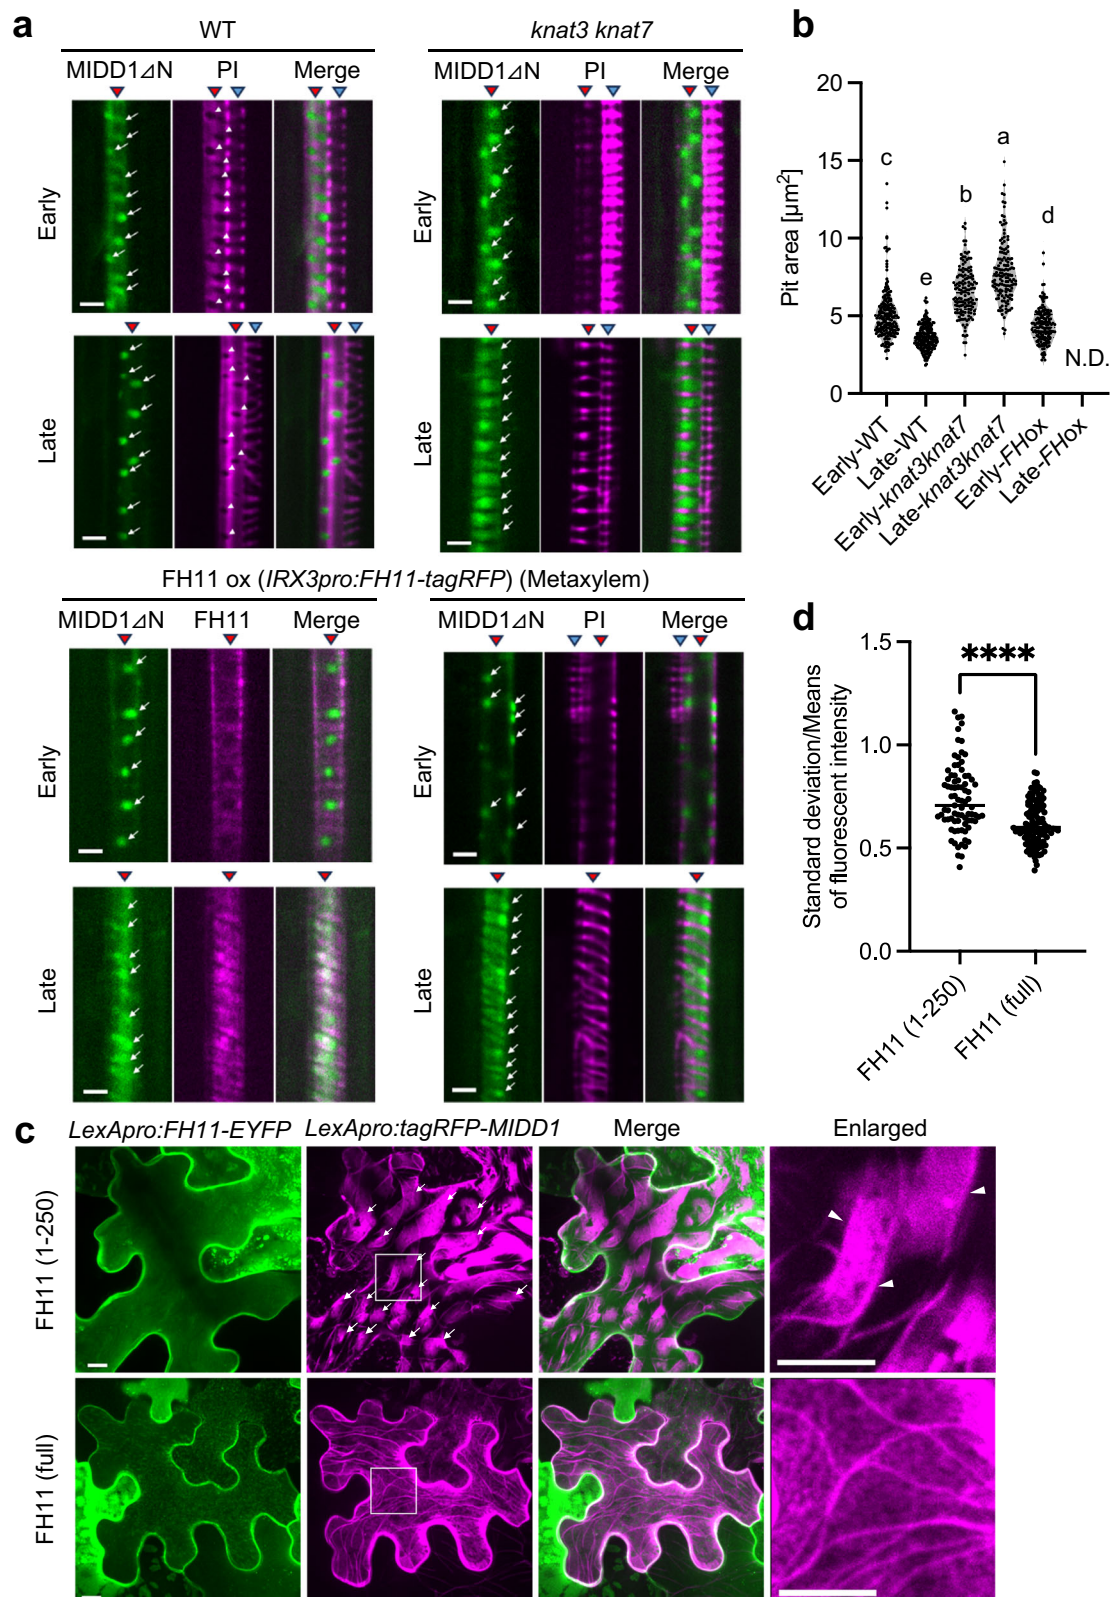 a
WT
knat3 knat7
MIDD1⊿N PI Merge
MIDD1⊿N PI Merge
Early
Early
Late
Late
FH11 ox (IRX3pro:FH11-tagRFP) (Metaxylem)
MIDD1⊿N FH11 Merge
MIDD1⊿N PI Merge
Early
Early
Late
Late
b
Pit area [µm²]
20
15
10
5
0
c
e
b
a
d
N.D.
Early-WT
Late-WT
Early-knat3knat7
Late-knat3knat7
Early-FHox
Late-FHox
d
Standard deviation/Means
of fluorescent intensity
1.5
1.0
0.5
0.0
****
FH11 (1-250)
FH11 (full)
c
LexApro:FH11-EYFP LexApro:tagRFP-MIDD1 Merge Enlarged
FH11 (1-250)
FH11 (full)